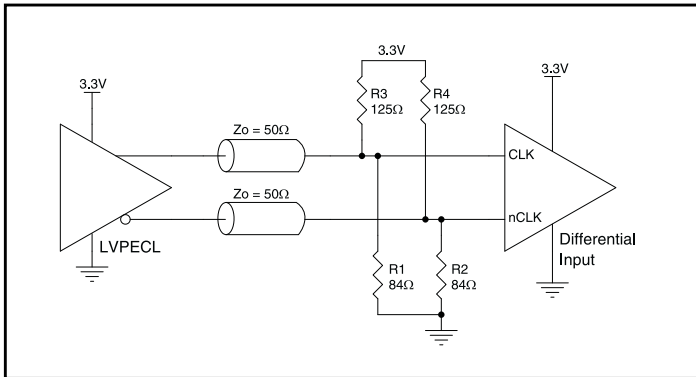 3.3V
3.3V
3.3V
R3
125Ω
R4
125Ω
Zo = 50Ω
CLK
Zo = 50Ω
nCLK
LVPECL
Differential
Input
R1
84Ω
R2
84Ω